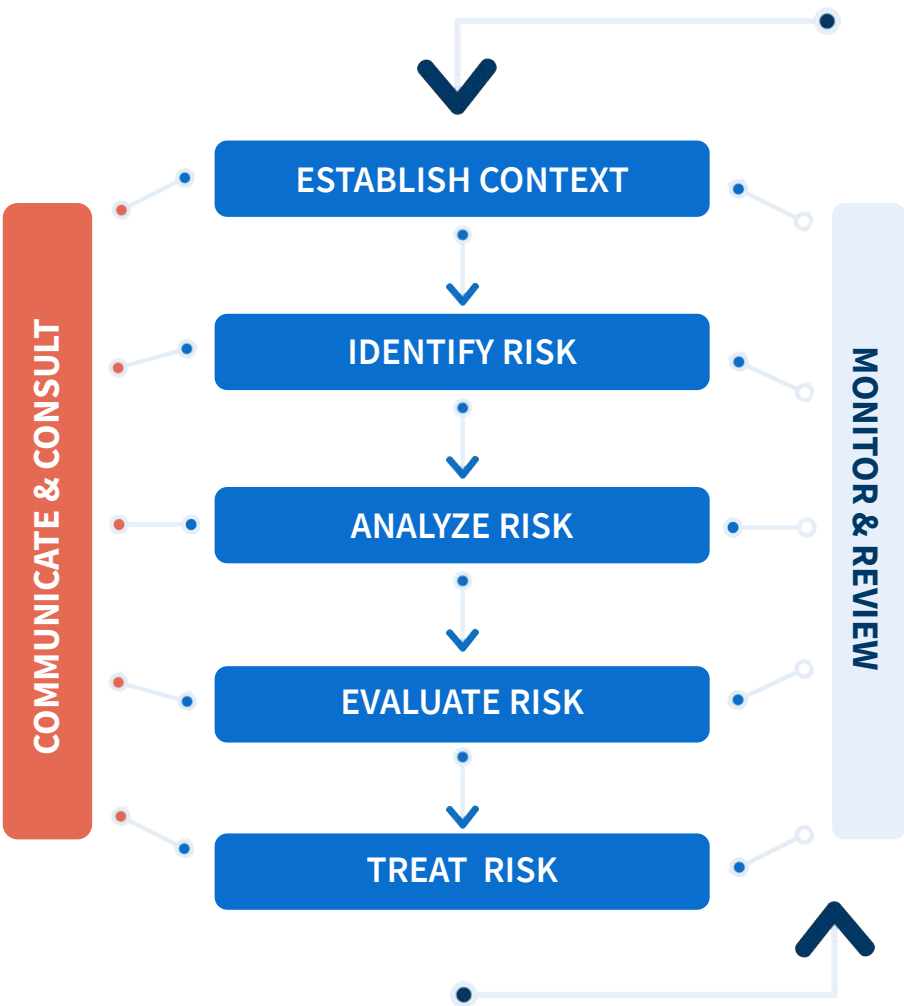 ESTABLISH CONTEXT
IDENTIFY RISK
ANALYZE RISK
EVALUATE RISK
TREAT RISK
COMMUNICATE & CONSULT
MONITOR & REVIEW